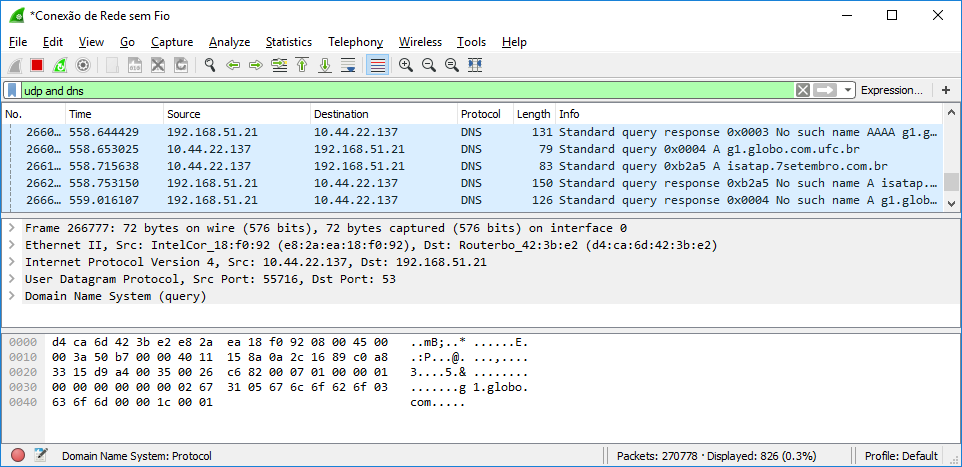 *Conexão de Rede sem Fio
File Edit View Go Capture Analyze Statistics Telephony Wireless Tools Help
udp and dns Expression... +
No. Time Source Destination Protocol Length Info
2660… 558.644429 192.168.51.21 10.44.22.137 DNS 131 Standard query response 0x0003 No such name AAAA g1.g…
2660… 558.653025 10.44.22.137 192.168.51.21 DNS 79 Standard query 0x0004 A g1.globo.com.ufc.br
2661… 558.715638 10.44.22.137 192.168.51.21 DNS 83 Standard query 0xb2a5 A isatap.7setembro.com.br
2662… 558.753150 192.168.51.21 10.44.22.137 DNS 150 Standard query response 0xb2a5 No such name A isatap.…
2666… 559.016107 192.168.51.21 10.44.22.137 DNS 126 Standard query response 0x0004 No such name A g1.glob…
Frame 266777: 72 bytes on wire (576 bits), 72 bytes captured (576 bits) on interface 0
Ethernet II, Src: IntelCor_18:f0:92 (e8:2a:ea:18:f0:92), Dst: Routerbo_42:3b:e2 (d4:ca:6d:42:3b:e2)
Internet Protocol Version 4, Src: 10.44.22.137, Dst: 192.168.51.21
User Datagram Protocol, Src Port: 55716, Dst Port: 53
Domain Name System (query)
0000 d4 ca 6d 42 3b e2 e8 2a ea 18 f0 92 08 00 45 00 ..mB;..* ......E.
0010 00 3a 50 b7 00 00 40 11 15 8a 0a 2c 16 89 c0 a8 .:P...@. ...,....
0020 33 15 d9 a4 00 35 00 26 c6 82 00 07 01 00 00 01 3....5.& ........
0030 00 00 00 00 00 00 02 67 31 05 67 6c 6f 62 6f 03 .......g 1.globo.
0040 63 6f 6d 00 00 1c 00 01 com.....
Domain Name System: Protocol Packets: 270778 · Displayed: 826 (0.3%) Profile: Default